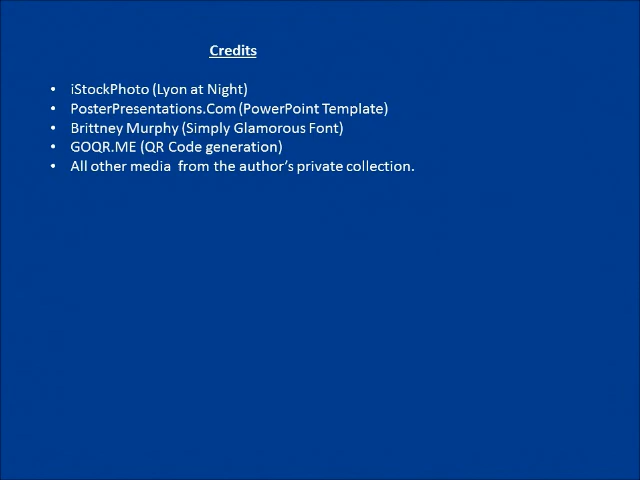 Credits
• iStockPhoto (Lyon at Night)
• PosterPresentations.Com (PowerPoint Template)
• Brittney Murphy (Simply Glamorous Font)
• GOQR.ME (QR Code generation)
• All other media  from the author’s private collection.